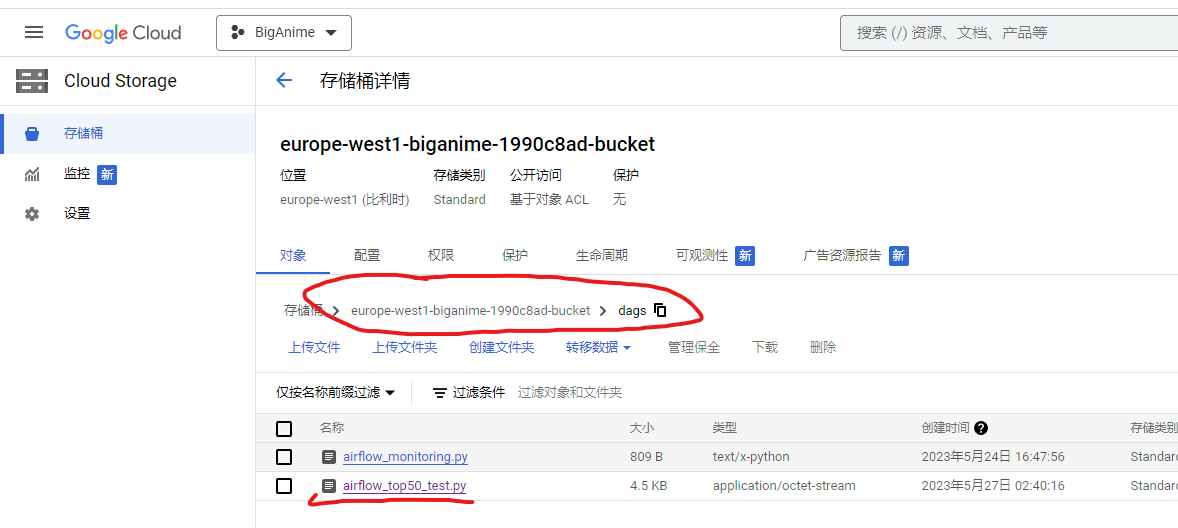 Google Cloud
BigAnime
搜索 (/) 资源、文档、产品等
Cloud Storage
存储桶详情
存储桶
监控 新
设置
europe-west1-biganime-1990c8ad-bucket
位置 存储类别 公开访问 保护
europe-west1 (比利时) Standard 基于对象 ACL 无
对象 配置 权限 保护 生命周期 可观测性 新 广告资源报告 新
存储桶 europe-west1-biganime-1990c8ad-bucket dags
上传文件 上传文件夹 创建文件夹 转移数据 管理保全 下载 删除
仅按名称前缀过滤 过滤条件 过滤对象和文件夹
名称 大小 类型 创建时间 ? 存储类别
airflow_monitoring.py 809 B text/x-python 2023年5月24日 16:47:56 Standard
airflow_top50_test.py 4.5 KB application/octet-stream 2023年5月27日 02:40:16 Standard